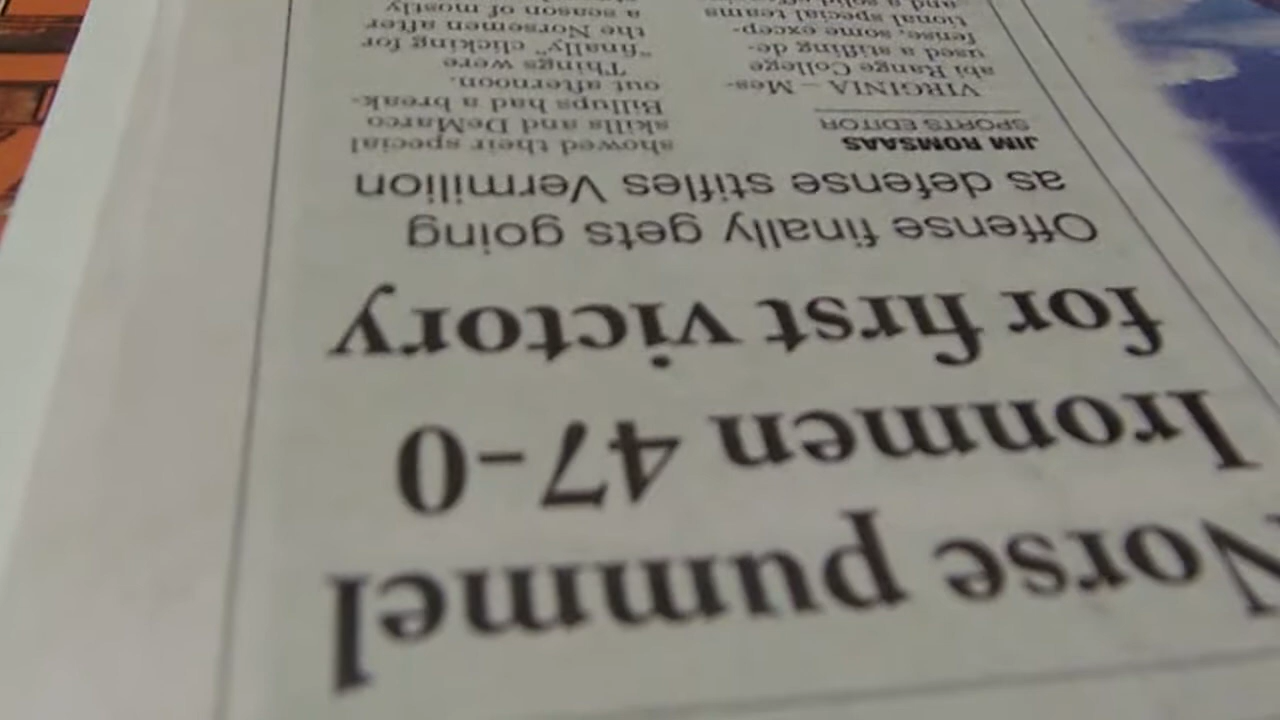 Norse pummel
Ironmen 47-0
for first victory
Offense finally gets going
as defense stifles Vermilion
JIM ROMSAAS
SPORTS EDITOR
VIRGINIA — Mes-
abi Range College
used a stifling de-
fense, some excep-
tional special teams
and a solid
showed their special
skills and DeMarco
Billups had a break-
out afternoon.
Things were
"finally" clicking for
the Norsemen after
a season of mostly